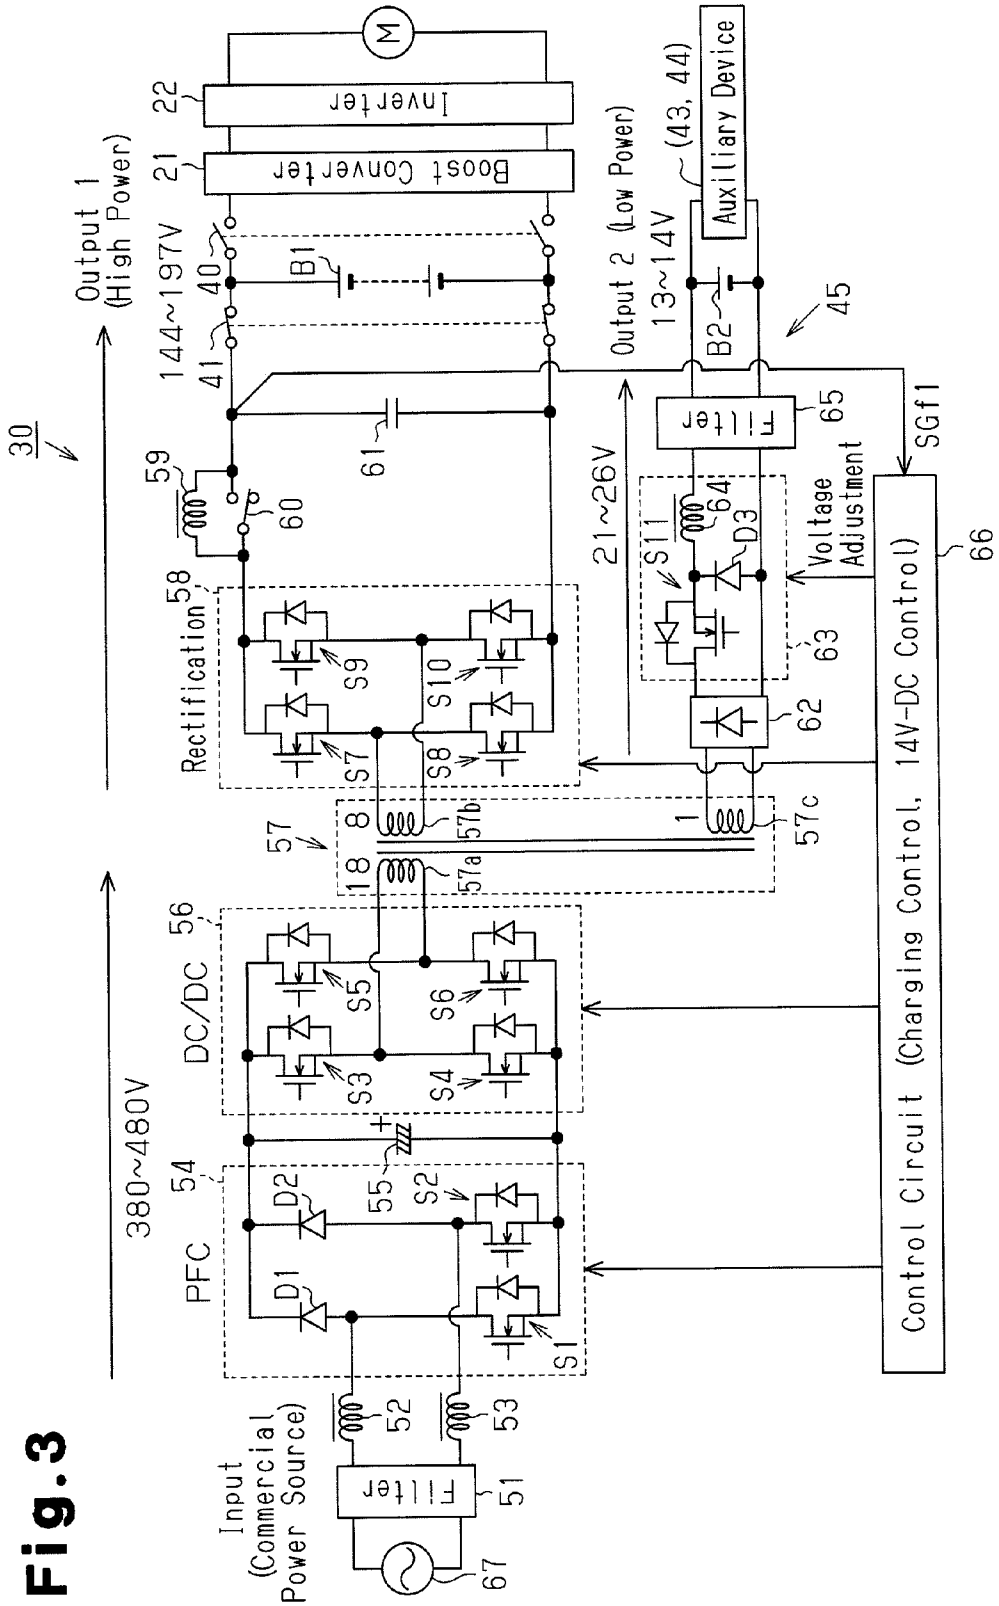 Fig.3
30
Output 1
(High Power)
380~480V
144~197V
Input
(Commercial
Power Source)
PFC
54
DC/DC
56
Rectification
58
59
60
41
40
21
22
D1
D2
S3
S5
S7
S9
61
B1
Boost Converter
Inverter
M
67
Fillter
51
52
53
S1
S2
55
+
S4
S6
57
18
8
57a
57b
S8
S10
1
57c
21~26V
Output 2 (Low Power)
13~14V
62
63
S11
64
D3
Fillter
65
B2
(43, 44)
Auxiliary Device
45
Voltage
Adjustment
SGf1
Control Circuit (Charging Control, 14V-DC Control)
66